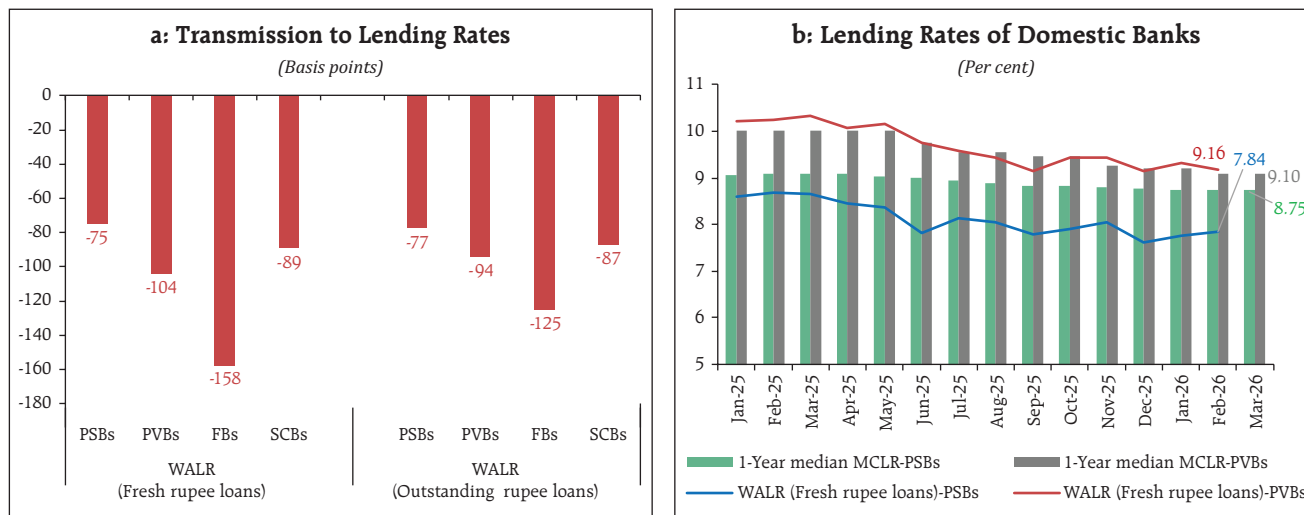 a: Transmission to Lending Rates
(Basis points)
0
-20
-40
-60
-80
-100
-120
-140
-160
-180
-75
-104
-158
-89
-77
-94
-125
-87
PSBs PVBs FBs SCBs PSBs PVBs FBs SCBs
WALR WALR
(Fresh rupee loans) (Outstanding rupee loans)
b: Lending Rates of Domestic Banks
(Per cent)
11
10
9
8
7
6
5
9.16
7.84
9.10
8.75
Jan-25
Feb-25
Mar-25
Apr-25
May-25
Jun-25
Jul-25
Aug-25
Sep-25
Oct-25
Nov-25
Dec-25
Jan-26
Feb-26
Mar-26
1-Year median MCLR-PSBs 1-Year median MCLR-PVBs
WALR (Fresh rupee loans)-PSBs WALR (Fresh rupee loans)-PVBs